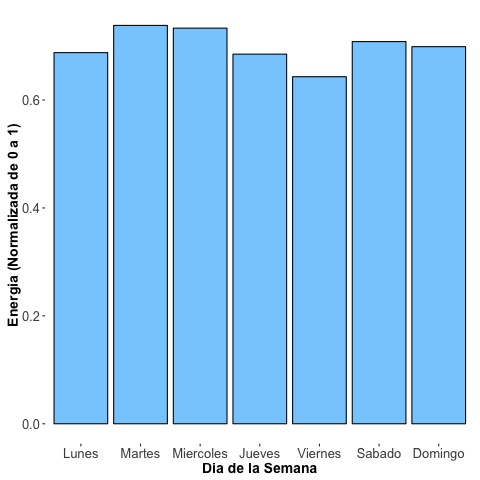 Energia (Normalizada de 0 a 1)
0.6
0.4
0.2
0.0
Lunes Martes Miercoles Jueves Viernes Sabado Domingo
Dia de la Semana